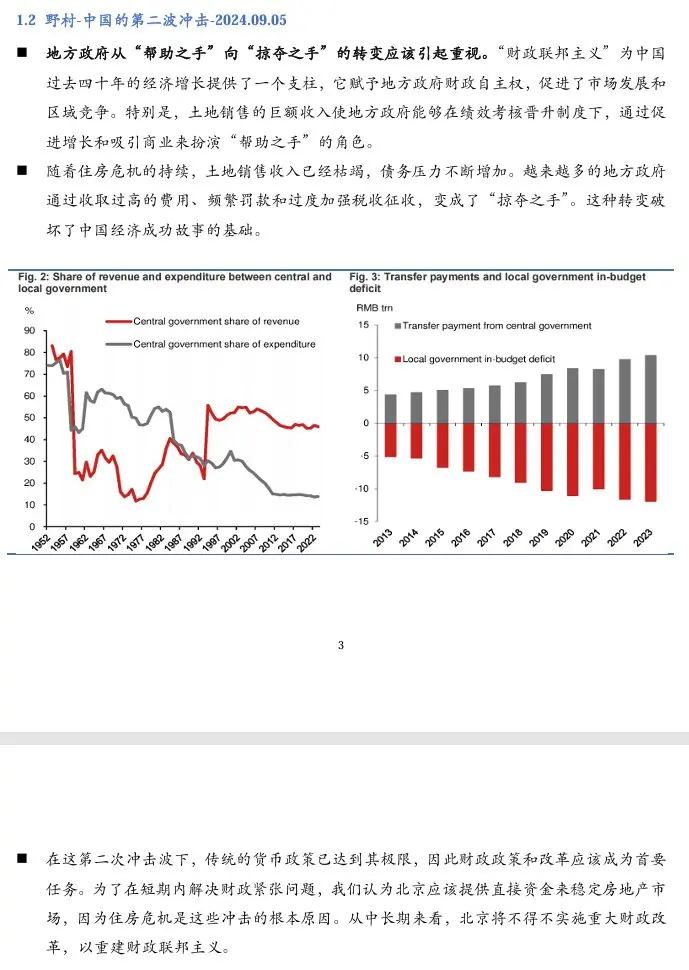 1.2 野村-中国的第二波冲击-2024.09.05
■ 地方政府从“帮助之手”向“掠夺之手”的转变应该引起重视。“财政联邦主义”为中国
过去四十年的经济增长提供了一个支柱，它赋予地方政府财政自主权，促进了市场发展和
区域竞争。特别是，土地销售的巨额收入使地方政府能够在绩效考核晋升制度下，通过促
进增长和吸引商业来扮演“帮助之手”的角色。
■ 随着住房危机的持续，土地销售收入已经枯竭，债务压力不断增加。越来越多的地方政府
通过收取过高的费用、频繁罚款和过度加强税收征收，变成了“掠夺之手”。这种转变破
坏了中国经济成功故事的基础。
Fig. 2: Share of revenue and expenditure between central and
local government
%
Central government share of revenue
Central government share of expenditure
90
80
70
60
50
40
30
20
10
0
1952
1957
1962
1967
1972
1977
1982
1987
1992
1997
2002
2007
2012
2017
2022
Fig. 3: Transfer payments and local government in-budget
deficit
RMB trn
Transfer payment from central government
Local government in-budget deficit
15
10
5
0
-5
-10
-15
2013
2014
2015
2016
2017
2018
2019
2020
2021
2022
2023
3
■ 在这第二次冲击波下，传统的货币政策已达到其极限，因此财政政策和改革应该成为首要
任务。为了在短期内解决财政紧张问题，我们认为北京应该提供直接资金来稳定房地产市
场，因为住房危机是这些冲击的根本原因。从中长期来看，北京将不得不实施重大财政改
革，以重建财政联邦主义。